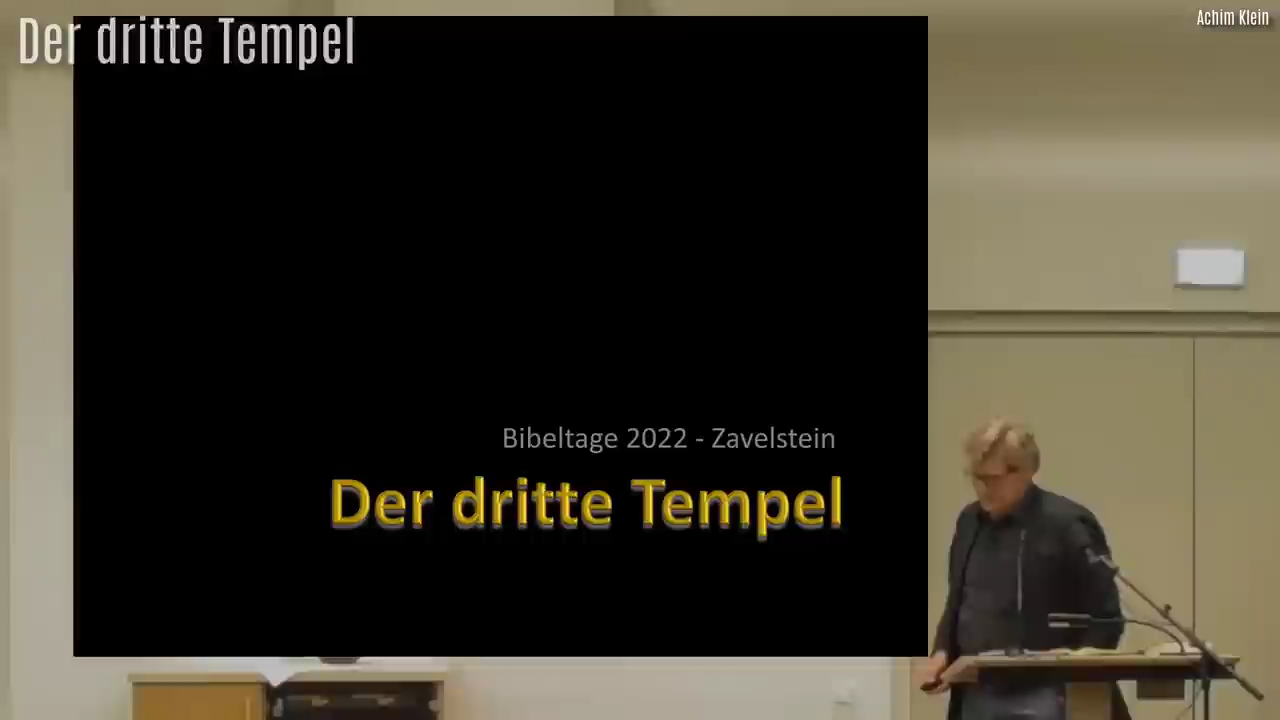 Der dritte Tempel
Achim Klein
Bibeltage 2022 - Zavelstein
Der dritte Tempel